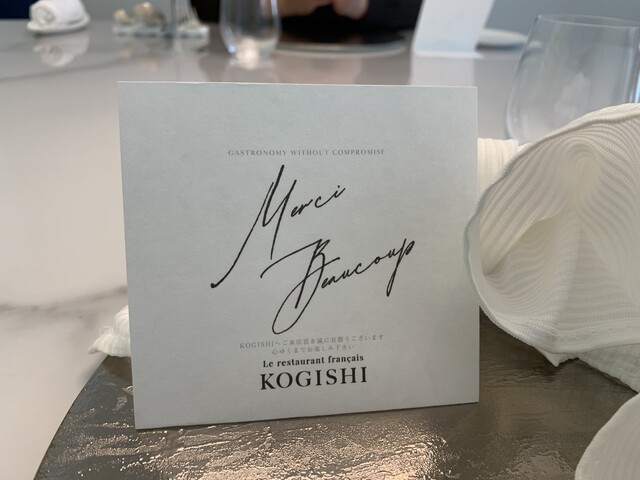 GASTRONOMY WITHOUT COMPROMISE
Merci
Beaucoup
KOGISHIへご来店頂き誠に有難うございます
心ゆくまでお楽しみ下さい
Le restaurant français
KOGISHI